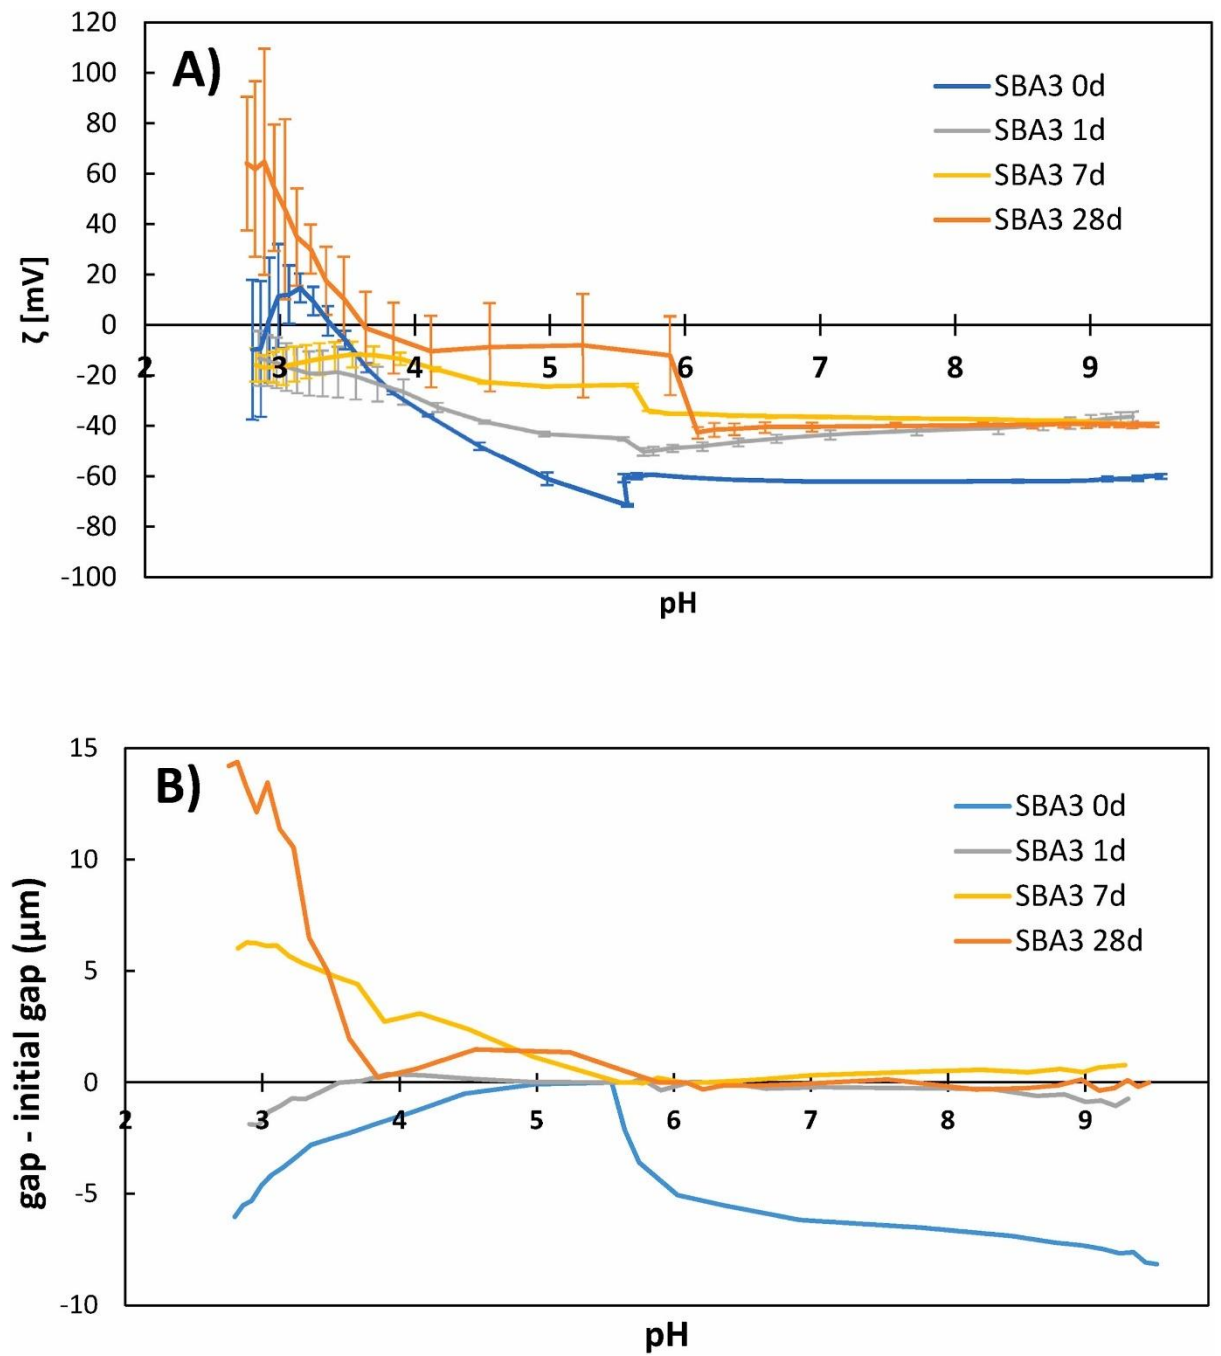 A)
ζ [mV]
120
100
80
60
40
20
0
-20
-40
-60
-80
-100
2 3 4 5 6 7 8 9
pH
SBA3 0d
SBA3 1d
SBA3 7d
SBA3 28d
B)
gap - initial gap (µm)
15
10
5
0
-5
-10
2 3 4 5 6 7 8 9
pH
SBA3 0d
SBA3 1d
SBA3 7d
SBA3 28d